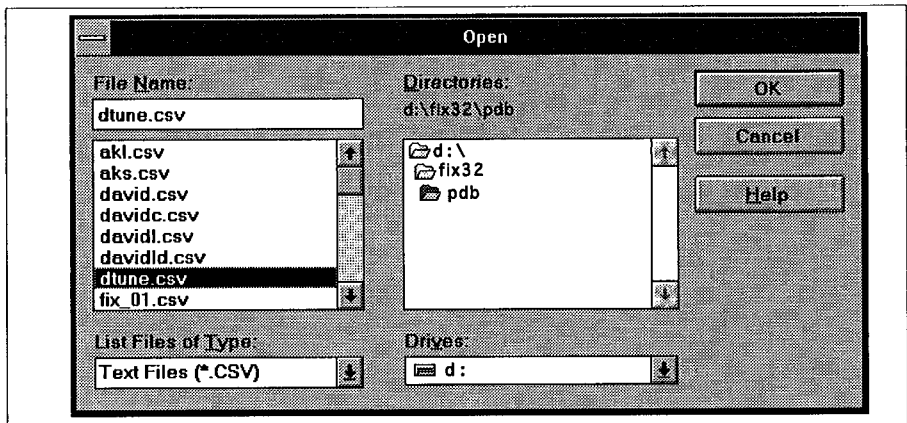 Open
File Name:
dtune.csv
akl.csv
aks.csv
david.csv
davidc.csv
davidl.csv
davidld.csv
dtune.csv
fix_01.csv
List Files of Type:
Text Files (*.CSV)
Directories:
d:\fix32\pdb
d:\
fix32
pdb
Drives:
d:
OK
Cancel
Help